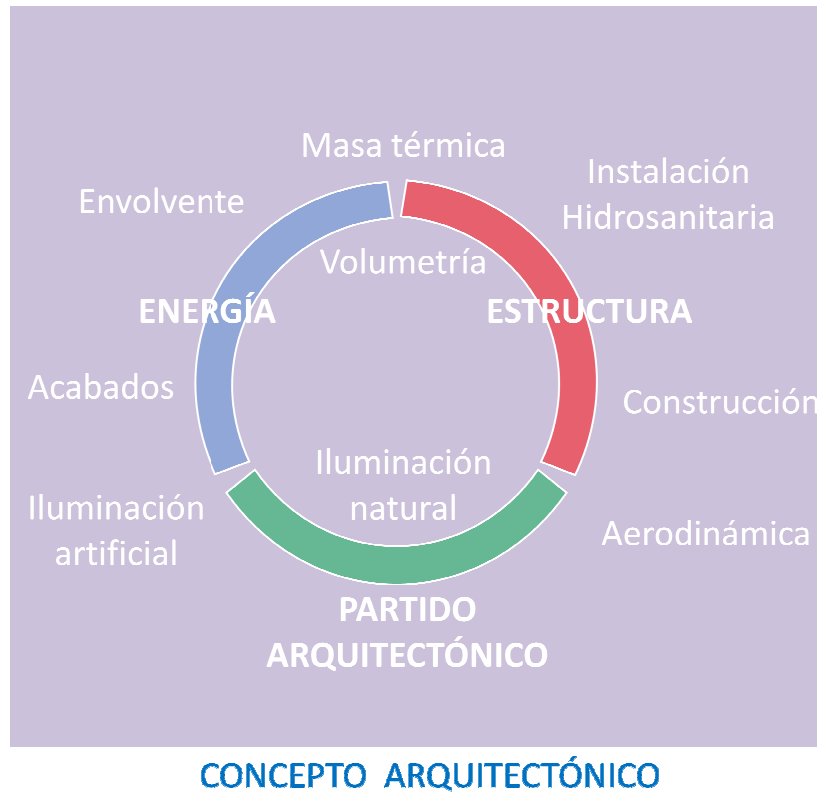 Masa térmica
Instalación
Hidrosanitaria
Envolvente
Volumetría
ENERGÍA
ESTRUCTURA
Acabados
Construcción
Iluminación
natural
Iluminación
artificial
Aerodinámica
PARTIDO
ARQUITECTÓNICO
CONCEPTO ARQUITECTÓNICO